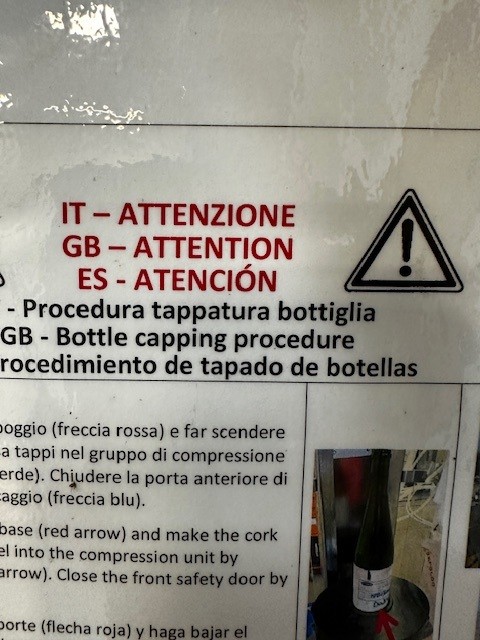 IT – ATTENZIONE
GB – ATTENTION
ES - ATENCIÓN
- Procedura tappatura bottiglia
GB - Bottle capping procedure
rocedimiento de tapado de botellas
oggio (freccia rossa) e far scendere
sa tappi nel gruppo di compressione
erde). Chiudere la porta anteriore di
aggio (freccia blu).
base (red arrow) and make the cork
el into the compression unit by
arrow). Close the front safety door by
porte (flecha roja) y haga bajar el